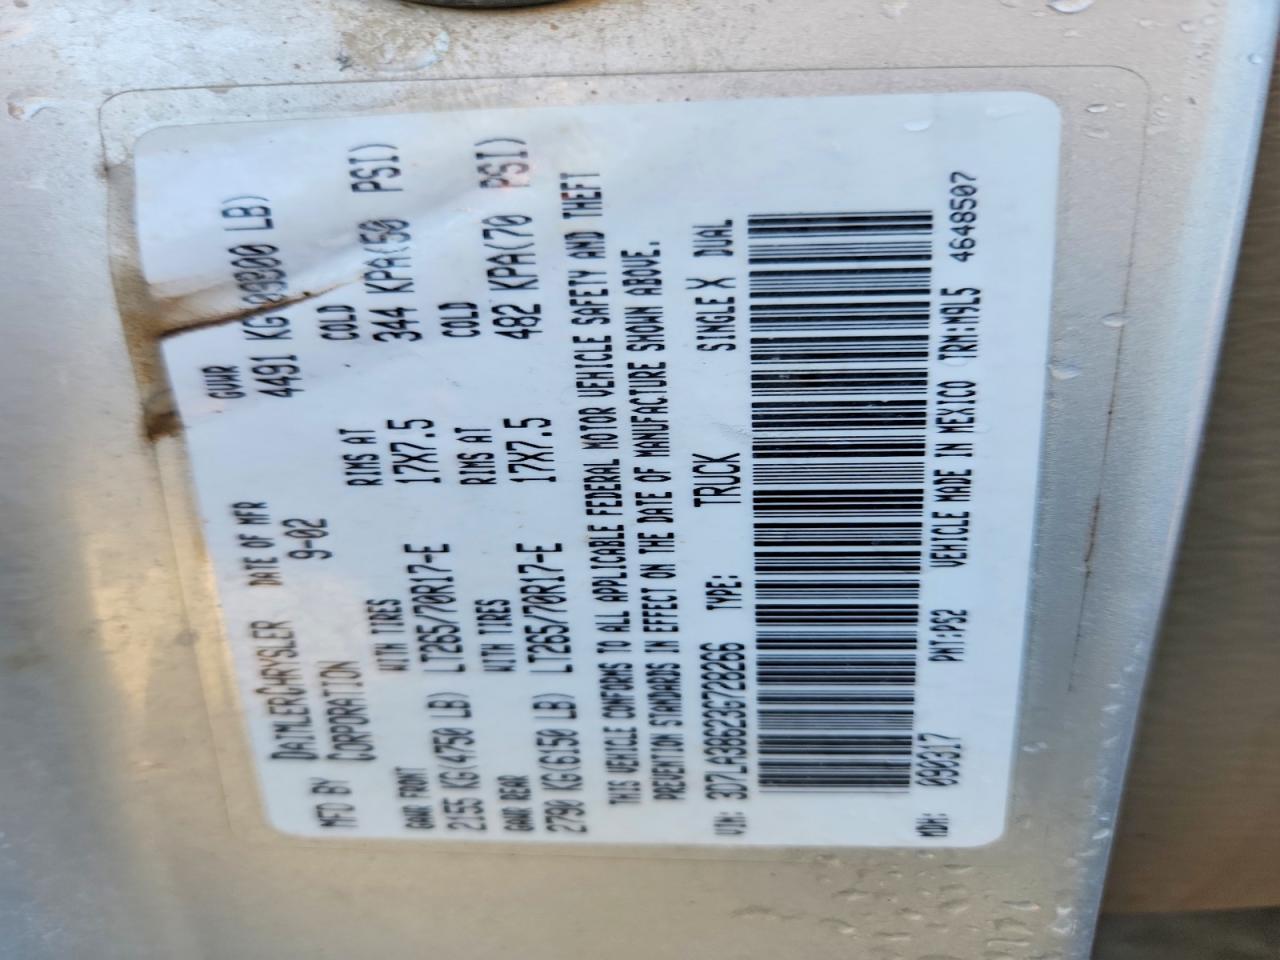 MFD BY DAIMLERCHRYSLER DATE OF MFR GVWR
CORPORATION 9-02 4491 KG(09900 LB)
GAWR FRONT WITH TIRES RIMS AT COLD
2155 KG(4750 LB) LT265/70R17-E 17X7.5 344 KPA(50 PSI)
GAWR REAR WITH TIRES RIMS AT COLD
2790 KG(6150 LB) LT265/70R17-E 17X7.5 482 KPA(70 PSI)
THIS VEHICLE CONFORMS TO ALL APPLICABLE FEDERAL MOTOR VEHICLE SAFETY AND THEFT
PREVENTION STANDARDS IN EFFECT ON THE DATE OF MANUFACTURE SHOWN ABOVE.
VIN: 3D7LA38623G728266 TYPE: TRUCK SINGLE X DUAL
MDH: 090317 PNT:PS2 VEHICLE MADE IN MEXICO TRM:M9L5 4648507